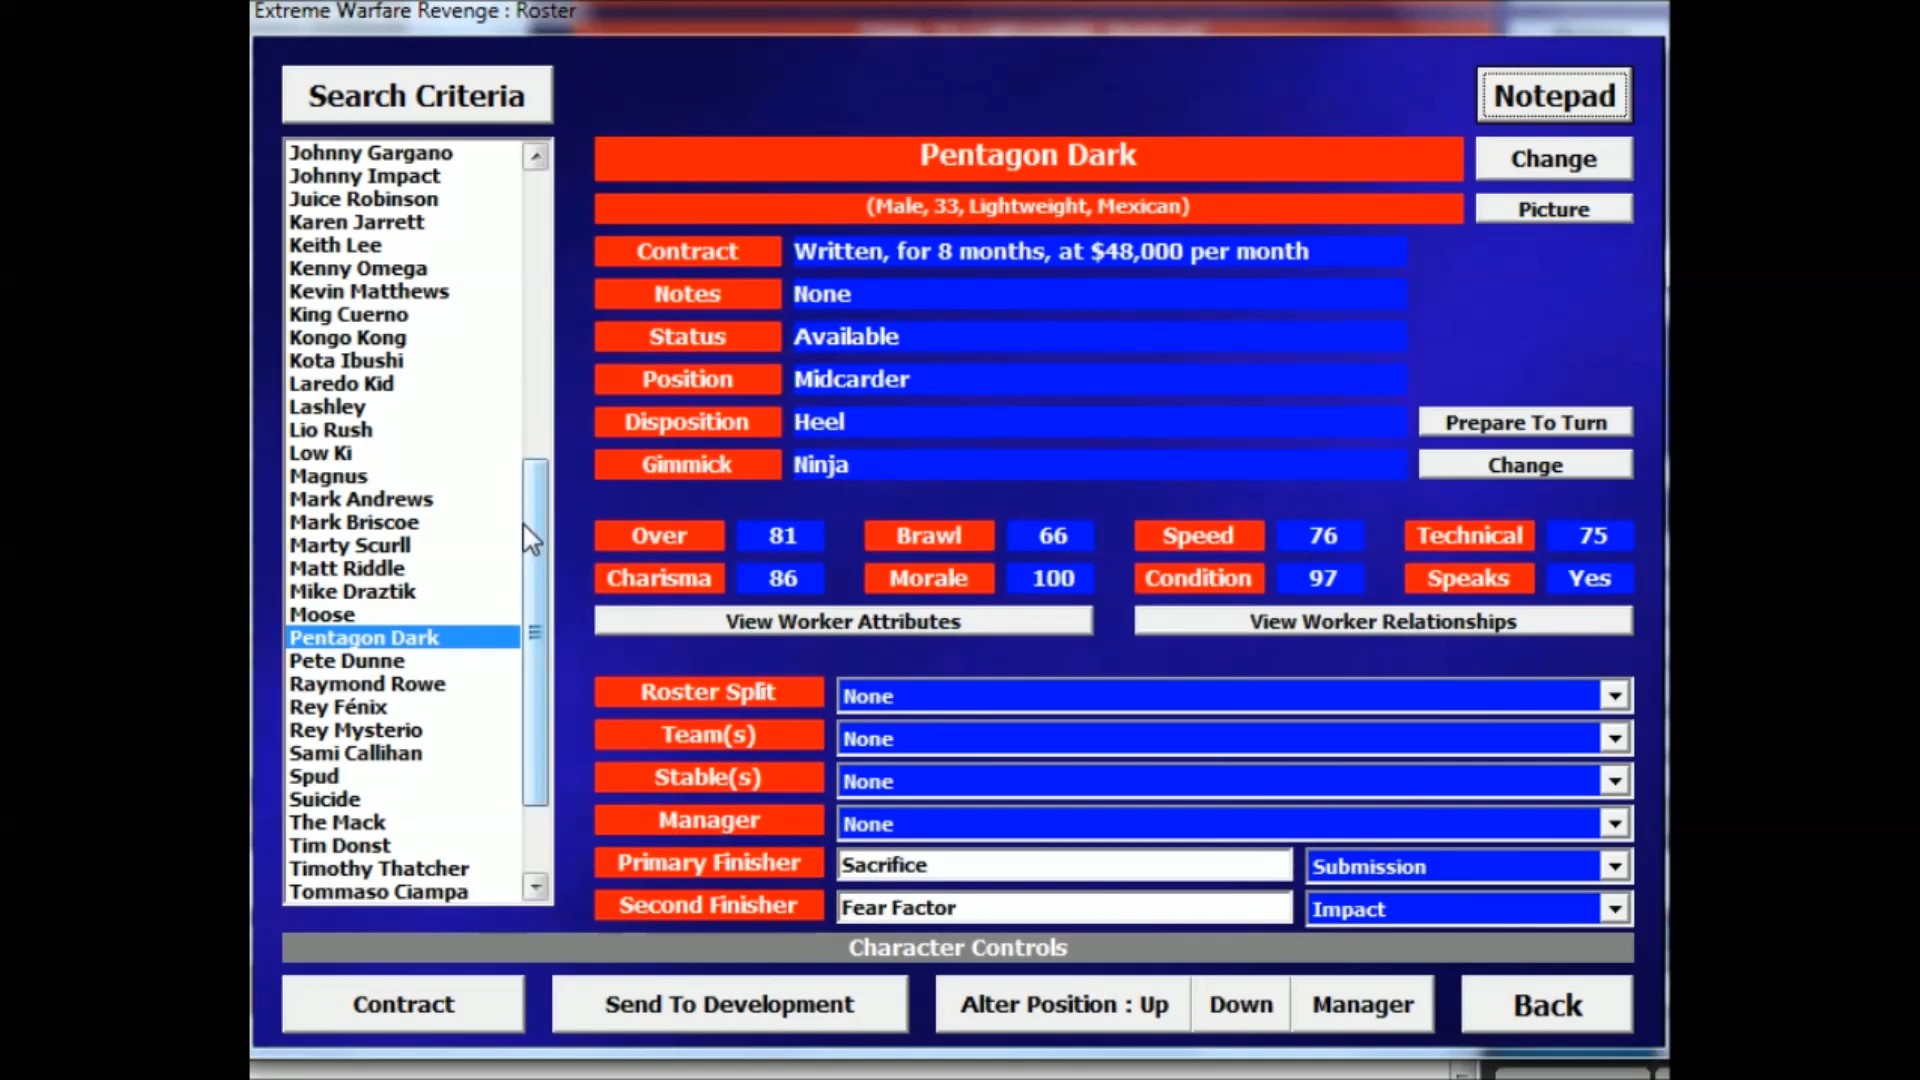 Extreme Warfare Revenge : Roster
Search Criteria
Notepad
Johnny Gargano
Johnny Impact
Juice Robinson
Karen Jarrett
Keith Lee
Kenny Omega
Kevin Matthews
King Cuerno
Kongo Kong
Kota Ibushi
Laredo Kid
Lashley
Lio Rush
Low Ki
Magnus
Mark Andrews
Mark Briscoe
Marty Scurll
Matt Riddle
Mike Draztik
Moose
Pentagon Dark
Pete Dunne
Raymond Rowe
Rey Fénix
Rey Mysterio
Sami Callihan
Spud
Suicide
The Mack
Tim Donst
Timothy Thatcher
Tommaso Ciampa
Pentagon Dark
Change
(Male, 33, Lightweight, Mexican)
Picture
Contract Written, for 8 months, at $48,000 per month
Notes None
Status Available
Position Midcarder
Disposition Heel Prepare To Turn
Gimmick Ninja Change
Over 81 Brawl 66 Speed 76 Technical 75
Charisma 86 Morale 100 Condition 97 Speaks Yes
View Worker Attributes View Worker Relationships
Roster Split None
Team(s) None
Stable(s) None
Manager None
Primary Finisher Sacrifice Submission
Second Finisher Fear Factor Impact
Character Controls
Contract Send To Development Alter Position : Up Down Manager Back